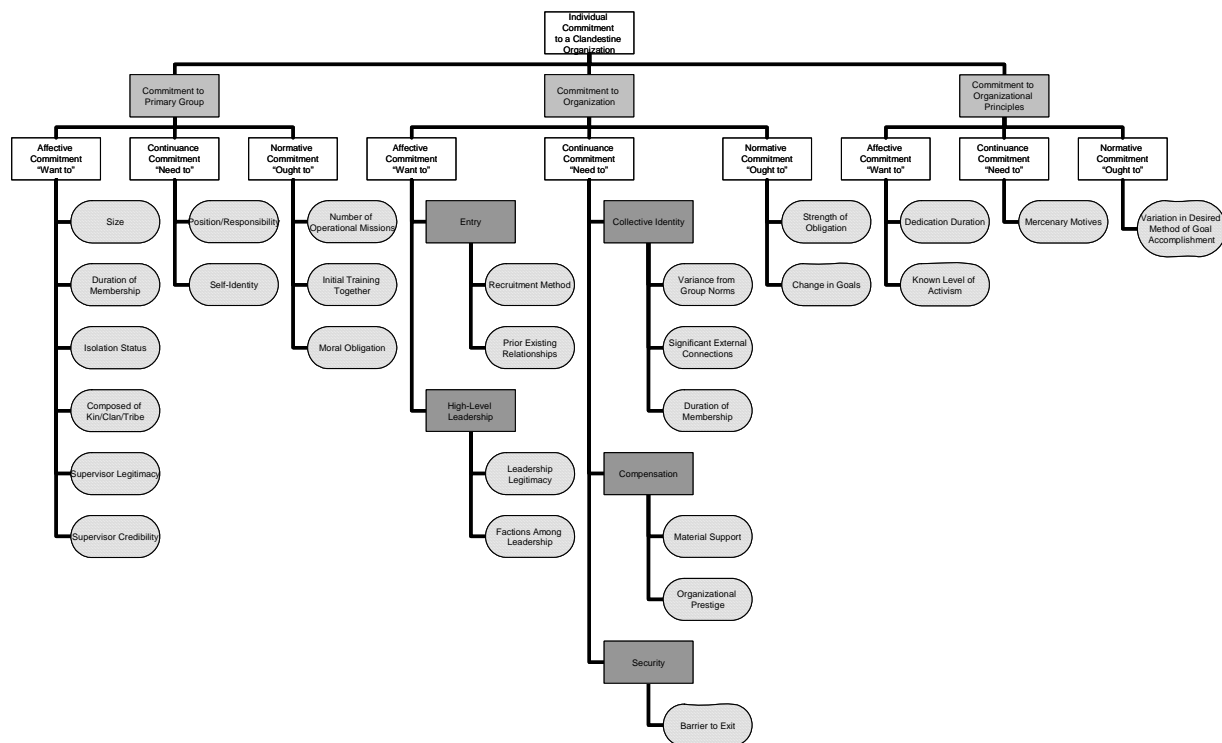 Individual
Commitment
to a Clandestine
Organization
Commitment to
Primary Group
Commitment to
Organization
Commitment to
Organizational
Principles
Affective
Commitment
“Want to”
Continuance
Commitment
“Need to”
Normative
Commitment
“Ought to”
Affective
Commitment
“Want to”
Continuance
Commitment
“Need to”
Normative
Commitment
“Ought to”
Affective
Commitment
“Want to”
Continuance
Commitment
“Need to”
Normative
Commitment
“Ought to”
Size
Duration of
Membership
Isolation Status
Composed of
Kin/Clan/Tribe
Supervisor Legitimacy
Supervisor Credibility
Position/Responsibility
Self-Identity
Number of
Operational Missions
Initial Training
Together
Moral Obligation
Entry
Recruitment Method
Prior Existing
Relationships
High-Level
Leadership
Leadership
Legitimacy
Factions Among
Leadership
Collective Identity
Variance from
Group Norms
Significant External
Connections
Duration of
Membership
Compensation
Material Support
Organizational
Prestige
Security
Barrier to Exit
Strength of
Obligation
Change in Goals
Dedication Duration
Known Level of
Activism
Mercenary Motives
Variation in Desired
Method of Goal
Accomplishment